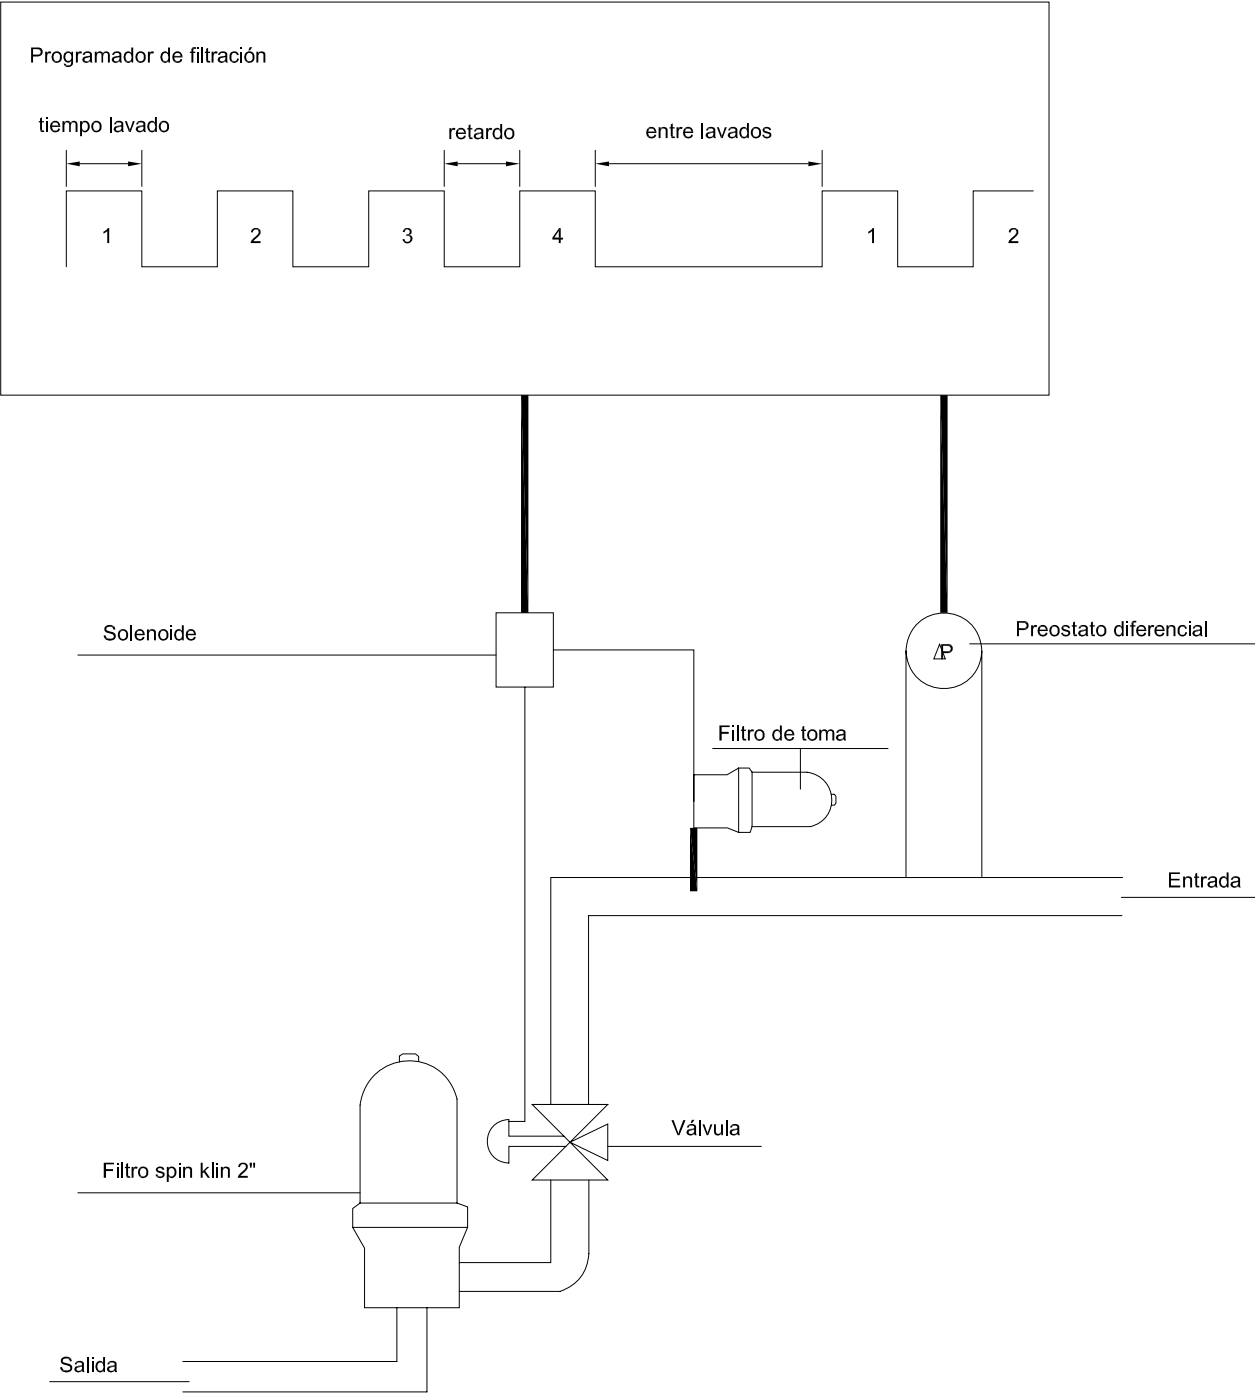 Programador de filtración
tiempo lavado
retardo
entre lavados
1
2
3
4
1
2
Solenoide
Preostato diferencial
ΔP
Filtro de toma
Entrada
Válvula
Filtro spin klin 2"
Salida